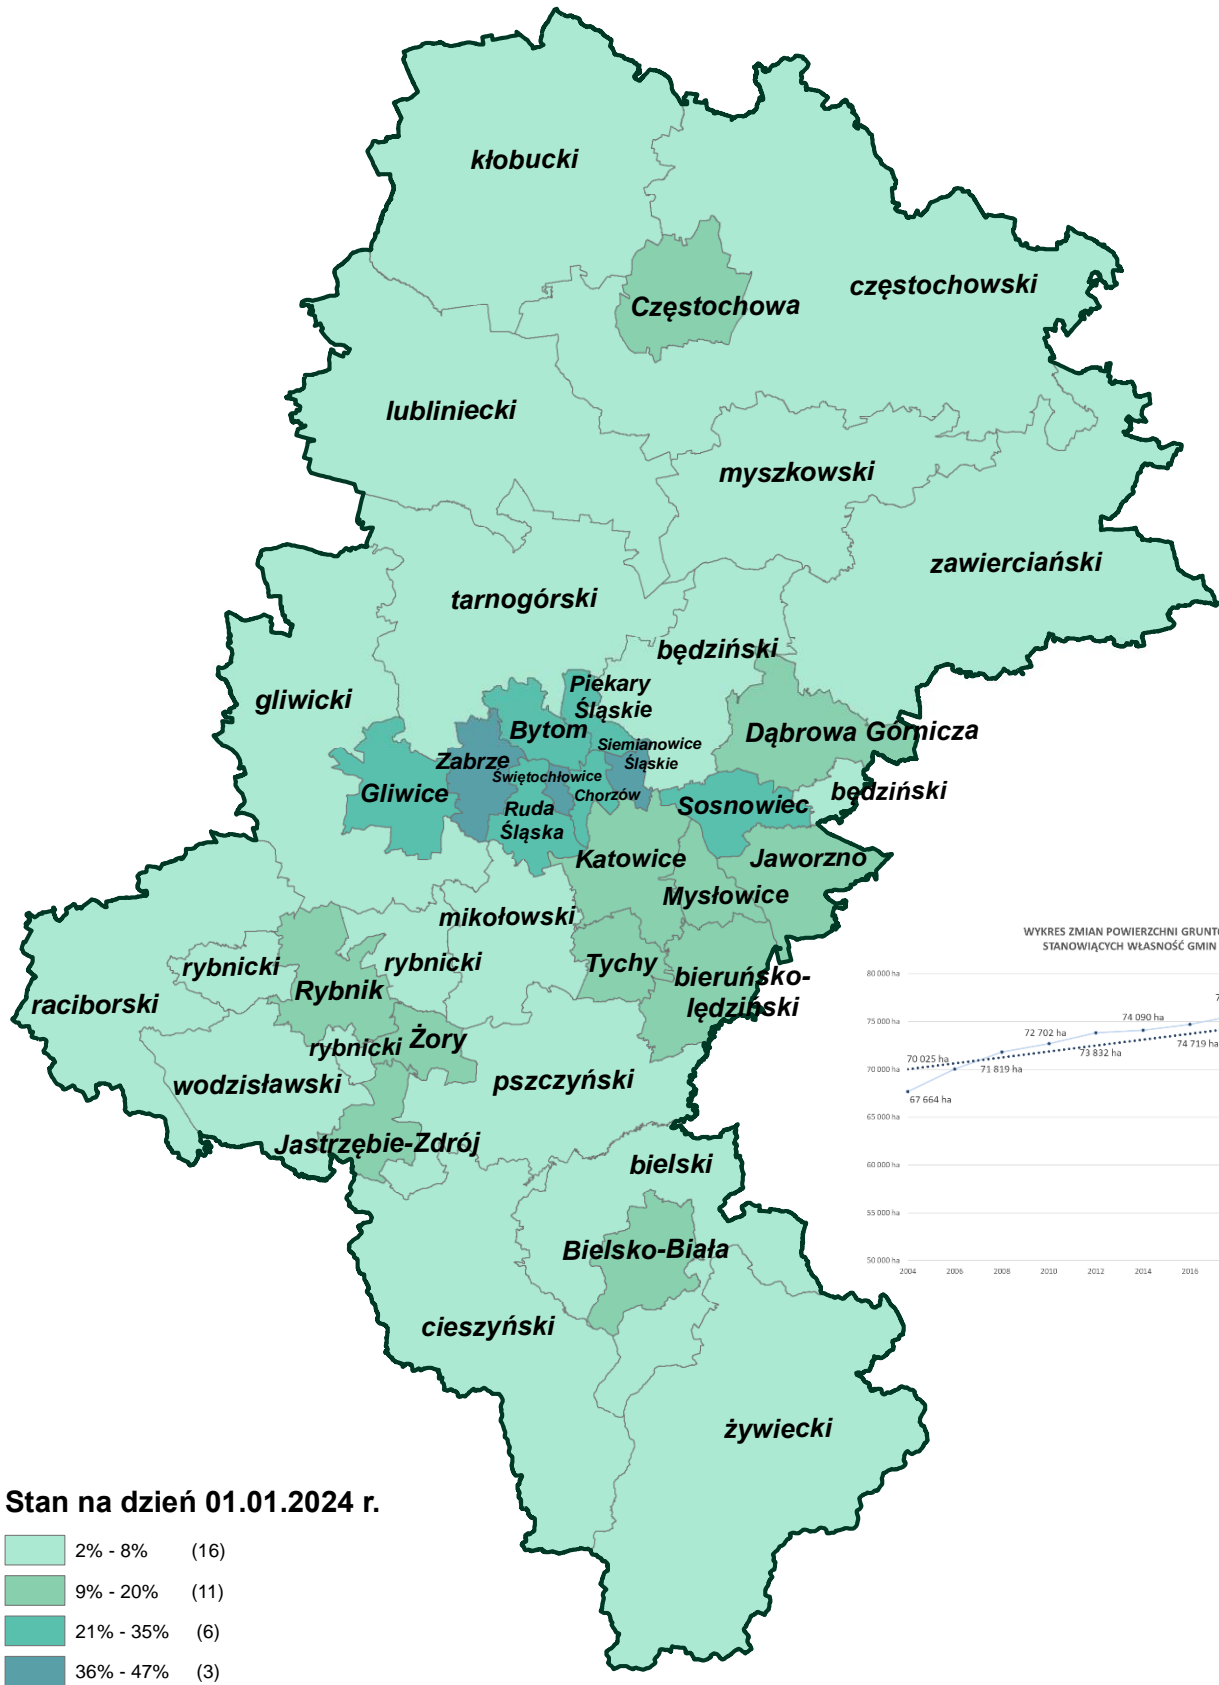 kłobucki
częstochowski
Częstochowa
lubliniecki
myszkowski
zawierciański
tarnogórski
będziński
gliwicki
Piekary
Śląskie
Bytom
Dąbrowa Górnicza
Siemianowice
Śląskie
Zabrze
Świętochłowice
będziński
Gliwice
Chorzów
Sosnowiec
Ruda
Śląska
Katowice
Jaworzno
Mysłowice
mikołowski
rybnicki
rybnicki
Tychy
bieruńsko-
lędziński
raciborski
Rybnik
Żory
rybnicki
wodzisławski
pszczyński
Jastrzębie-Zdrój
bielski
Bielsko-Biała
cieszyński
żywiecki
WYKRES ZMIAN POWIERZCHNI GRUNTÓ
STANOWIĄCYCH WŁASNOŚĆ GMIN
80 000 ha
75 000 ha
70 000 ha
65 000 ha
60 000 ha
55 000 ha
50 000 ha
67 664 ha
70 025 ha
71 819 ha
72 702 ha
73 832 ha
74 090 ha
74 719 ha
7
2004 2006 2008 2010 2012 2014 2016
Stan na dzień 01.01.2024 r.
2% - 8% (16)
9% - 20% (11)
21% - 35% (6)
36% - 47% (3)